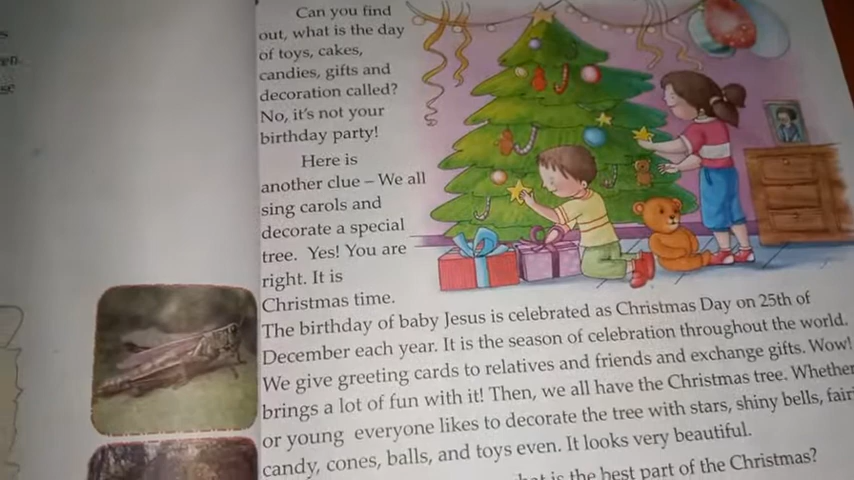 Can you find
out, what is the day
of toys, cakes,
candies, gifts and
decoration called?
No, it's not your
birthday party!
Here is
another clue – We all
sing carols and
decorate a special
tree. Yes! You are
right. It is
Christmas time.
The birthday of baby Jesus is celebrated as Christmas Day on 25th of
December each year. It is the season of celebration throughout the world.
We give greeting cards to relatives and friends and exchange gifts. Wow!
brings a lot of fun with it! Then, we all have the Christmas tree. Whether
or young everyone likes to decorate the tree with stars, shiny bells,
candy, cones, balls, and toys even. It looks very beautiful.
is the best part of the Christmas?